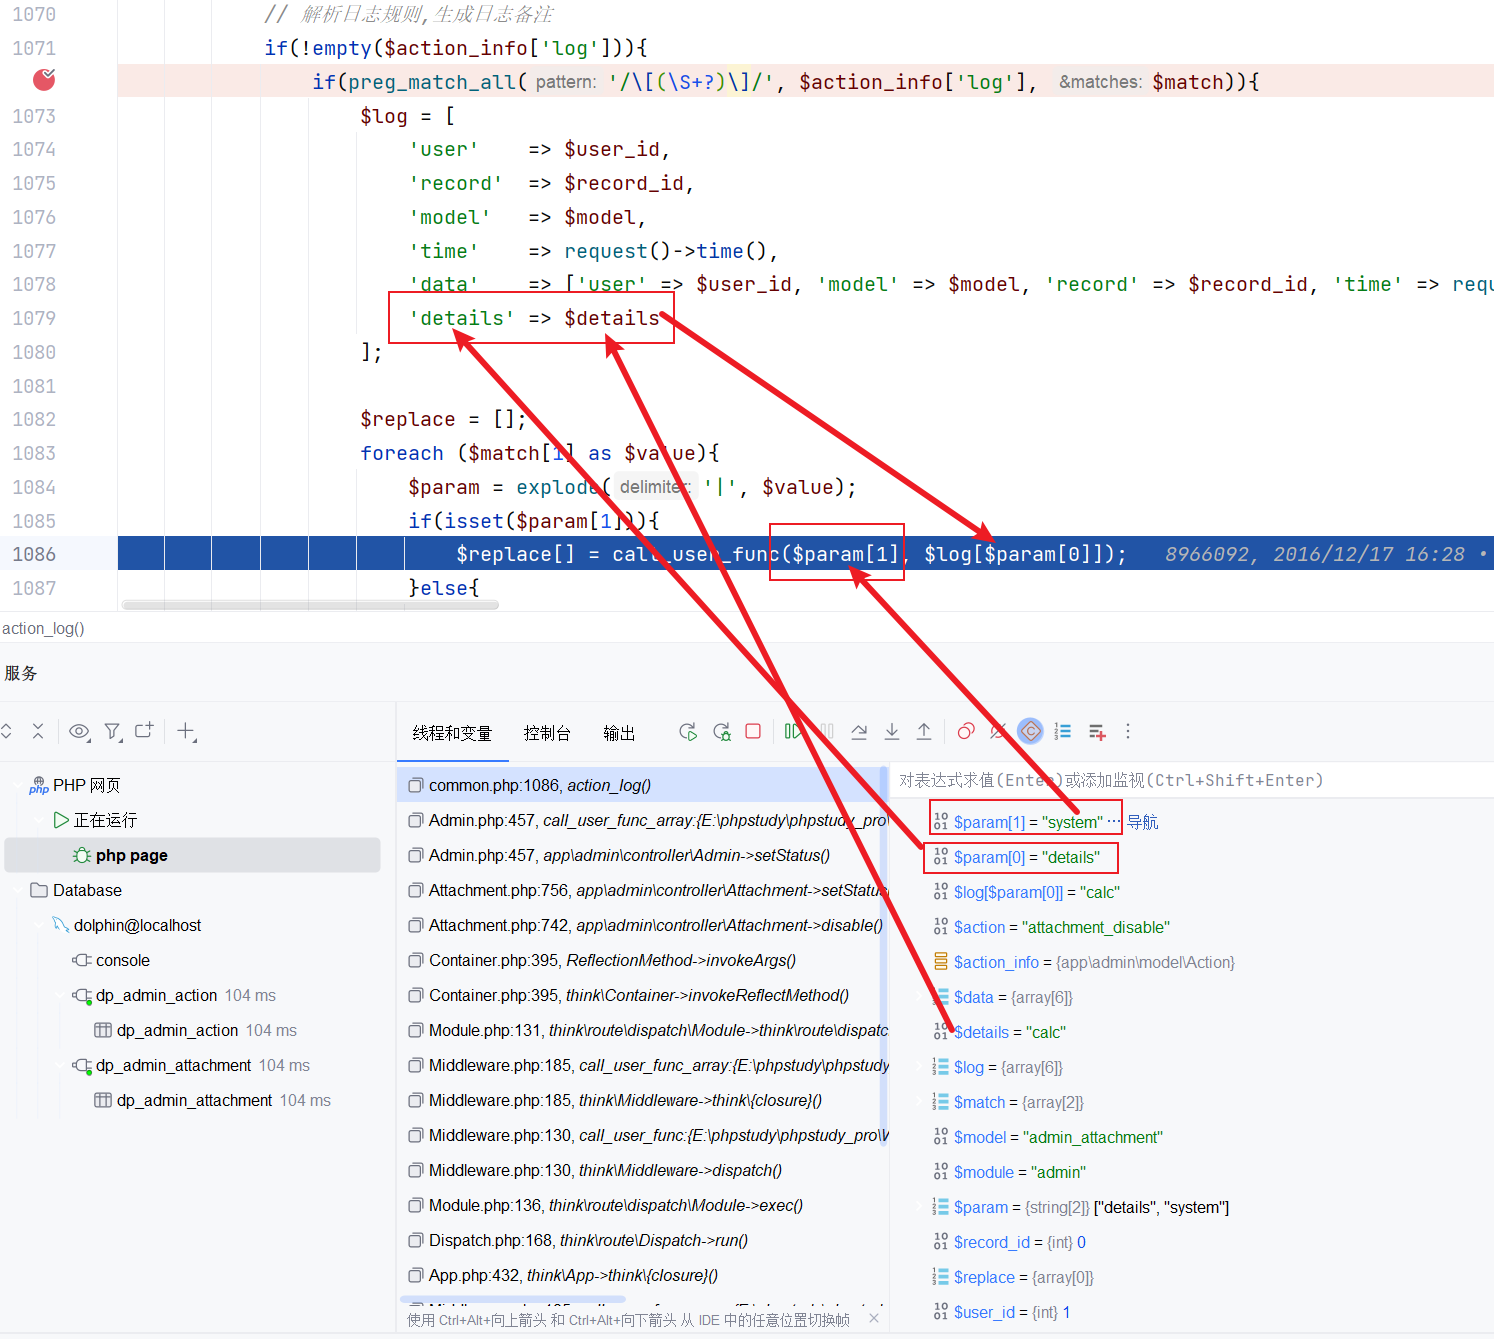 1070 // 解析日志规则,生成日志备注
1071 if(!empty($action_info['log'])){
if(preg_match_all( pattern: '/\[(\S+?)\]/', $action_info['log'], &matches: $match)){
1073 $log = [
1074 'user' => $user_id,
1075 'record' => $record_id,
1076 'model' => $model,
1077 'time' => request()->time(),
1078 'data' => ['user' => $user_id, 'model' => $model, 'record' => $record_id, 'time' => requ
1079 'details' => $details
1080 ];
1081
1082 $replace = [];
1083 foreach ($match[1] as $value){
1084 $param = explode( delimiter: '|', $value);
1085 if(isset($param[1])){
1086 $replace[] = call_user_func($param[1], $log[$param[0]]); 8966092, 2016/12/17 16:28 •
1087 }else{
action_log()
服务
线程和变量 控制台 输出
PHP 网页
正在运行
php page
Database
dolphin@localhost
console
dp_admin_action 104 ms
dp_admin_action 104 ms
dp_admin_attachment 104 ms
dp_admin_attachment 104 ms
common.php:1086, action_log()
Admin.php:457, call_user_func_array:{E:\phpstudy\phpstudy_pro\
Admin.php:457, app\admin\controller\Admin->setStatus()
Attachment.php:756, app\admin\controller\Attachment->setStatus
Attachment.php:742, app\admin\controller\Attachment->disable()
Container.php:395, ReflectionMethod->invokeArgs()
Container.php:395, think\Container->invokeReflectMethod()
Module.php:131, think\route\dispatch\Module->think\route\dispatc
Middleware.php:185, call_user_func_array:{E:\phpstudy\phpstudy
Middleware.php:185, think\Middleware->think\{closure}()
Middleware.php:130, call_user_func:{E:\phpstudy\phpstudy_pro\W
Middleware.php:130, think\Middleware->dispatch()
Module.php:136, think\route\dispatch\Module->exec()
Dispatch.php:168, think\route\Dispatch->run()
App.php:432, think\App->think\{closure}()
使用 Ctrl+Alt+向上箭头 和 Ctrl+Alt+向下箭头 从 IDE 中的任意位置切换帧
对表达式求值(Enter)或添加监视(Ctrl+Shift+Enter)
$param[1] = "system" ··· 导航
$param[0] = "details"
$log[$param[0]] = "calc"
$action = "attachment_disable"
$action_info = {app\admin\model\Action}
$data = {array[6]}
$details = "calc"
$log = {array[6]}
$match = {array[2]}
$model = "admin_attachment"
$module = "admin"
$param = {string[2]} ["details", "system"]
$record_id = {int} 0
$replace = {array[0]}
$user_id = {int} 1